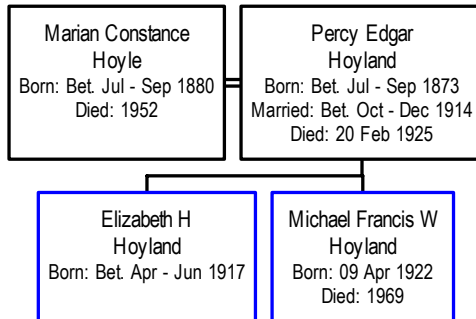 Marian Constance
Hoyle
Born: Bet. Jul - Sep 1880
Died: 1952
Percy Edgar
Hoyland
Born: Bet. Jul - Sep 1873
Married: Bet. Oct - Dec 1914
Died: 20 Feb 1925
Elizabeth H
Hoyland
Born: Bet. Apr - Jun 1917
Michael Francis W
Hoyland
Born: 09 Apr 1922
Died: 1969